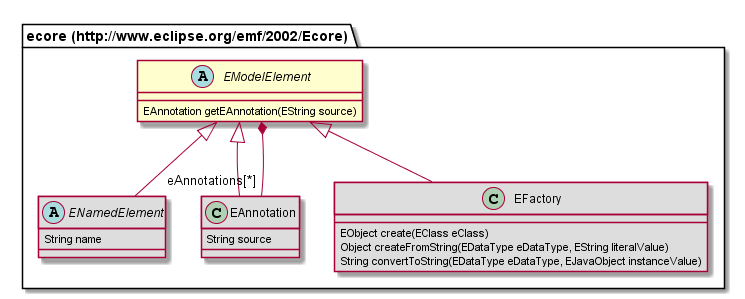 ecore (http://www.eclipse.org/emf/2002/Ecore)
A EModelElement
EAnnotation getEAnnotation(EString source)
eAnnotations[*]
A ENamedElement
String name
C EAnnotation
String source
C EFactory
EObject create(EClass eClass)
Object createFromString(EDataType eDataType, EString literalValue)
String convertToString(EDataType eDataType, EJavaObject instanceValue)